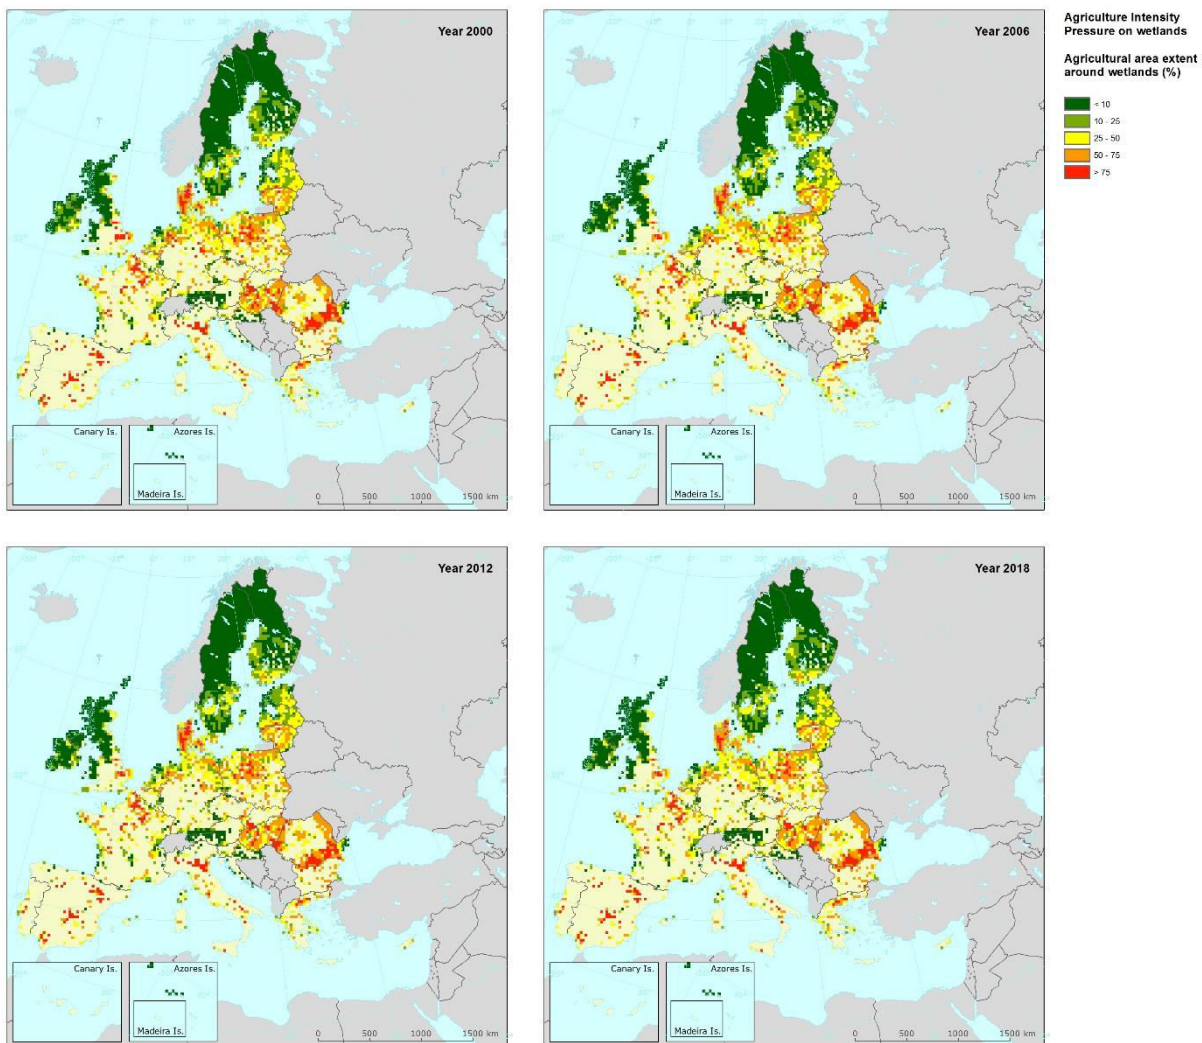 Year 2000
Canary Is.
Azores Is.
Madeira Is.
0 500 1000 1500 km
Year 2006
Canary Is.
Azores Is.
Madeira Is.
0 500 1000 1500 km
Agriculture Intensity
Pressure on wetlands
Agricultural area extent
around wetlands (%)
< 10
10 - 25
25 - 50
50 - 75
> 75
Year 2012
Canary Is.
Azores Is.
Madeira Is.
0 500 1000 1500 km
Year 2018
Canary Is.
Azores Is.
Madeira Is.
0 500 1000 1500 km